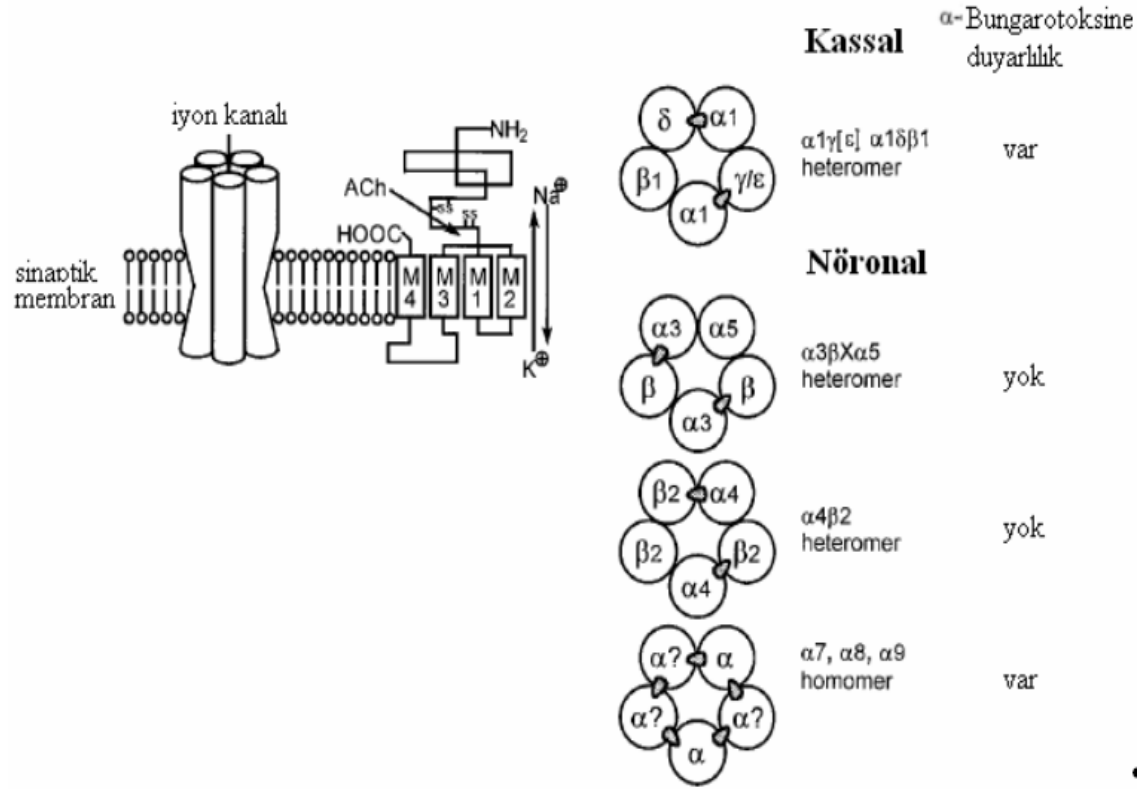 Kassal
α- Bungarotoksine
duyarlılık
iyon kanalı
NH₂
ACh
Na⊕
ss
ss
HOOC
sinaptik
membran
M
4
M
3
M
1
M
2
K⊕
δ
α1
β1
γ/ε
α1
α1γ[ε] α1δβ1
heteromer
var
Nöronal
α3
α5
β
β
α3
α3βXα5
heteromer
yok
β2
α4
β2
β2
α4
α4β2
heteromer
yok
α?
α
α?
α?
α
α7, α8, α9
homomer
var